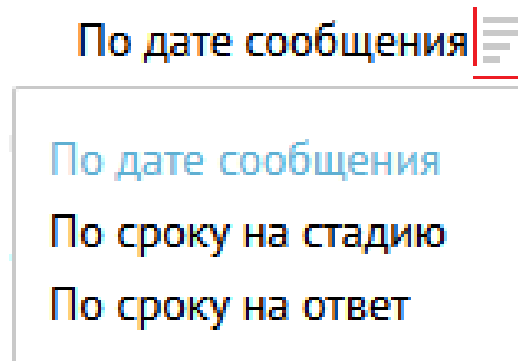 По дате сообщения
По дате сообщения
По сроку на стадию
По сроку на ответ